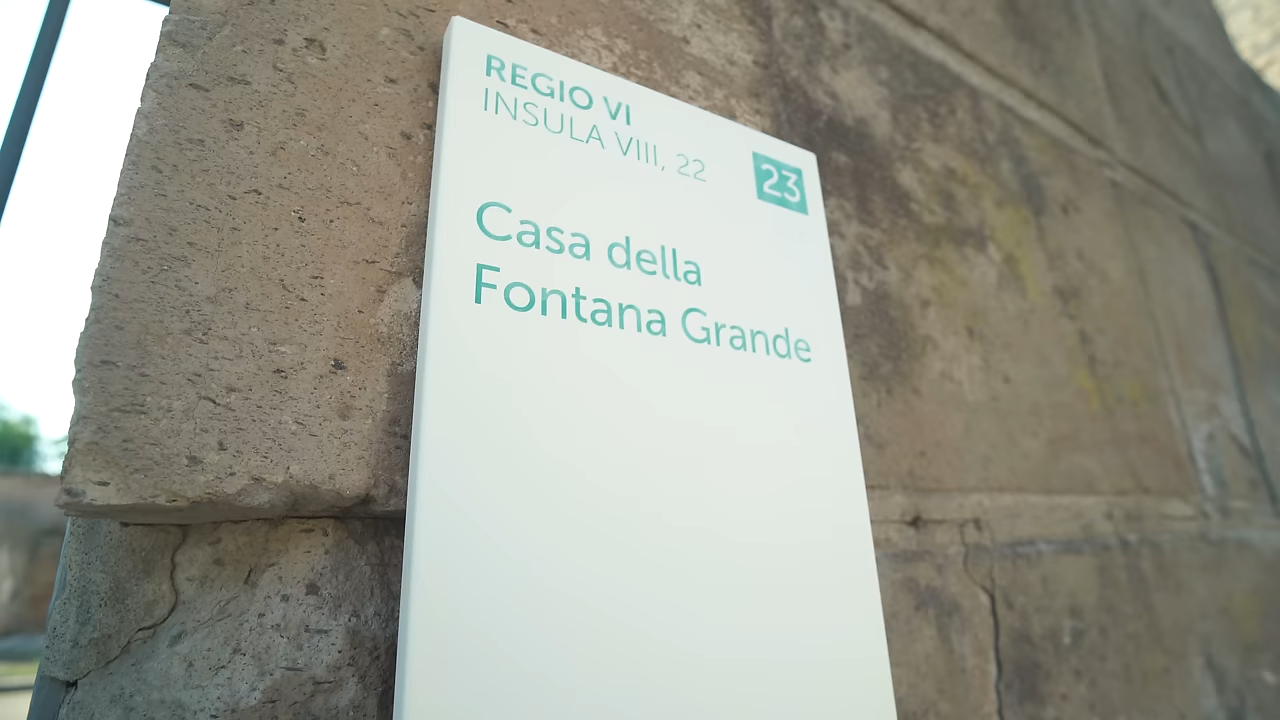 REGIO VI
INSULA VIII, 22
23
Casa della
Fontana Grande